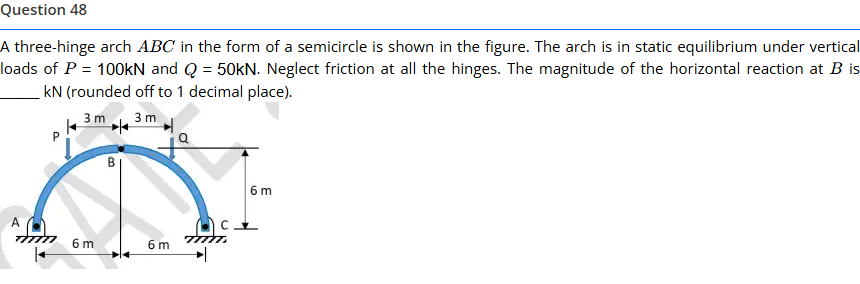 Question 48
A three-hinge arch ABC in the form of a semicircle is shown in the figure. The arch is in static equilibrium under vertical
loads of P = 100kN and Q = 50kN. Neglect friction at all the hinges. The magnitude of the horizontal reaction at B is
_____ kN (rounded off to 1 decimal place).
3 m 3 m
P Q
B
6 m
A C
6 m 6 m
GATE